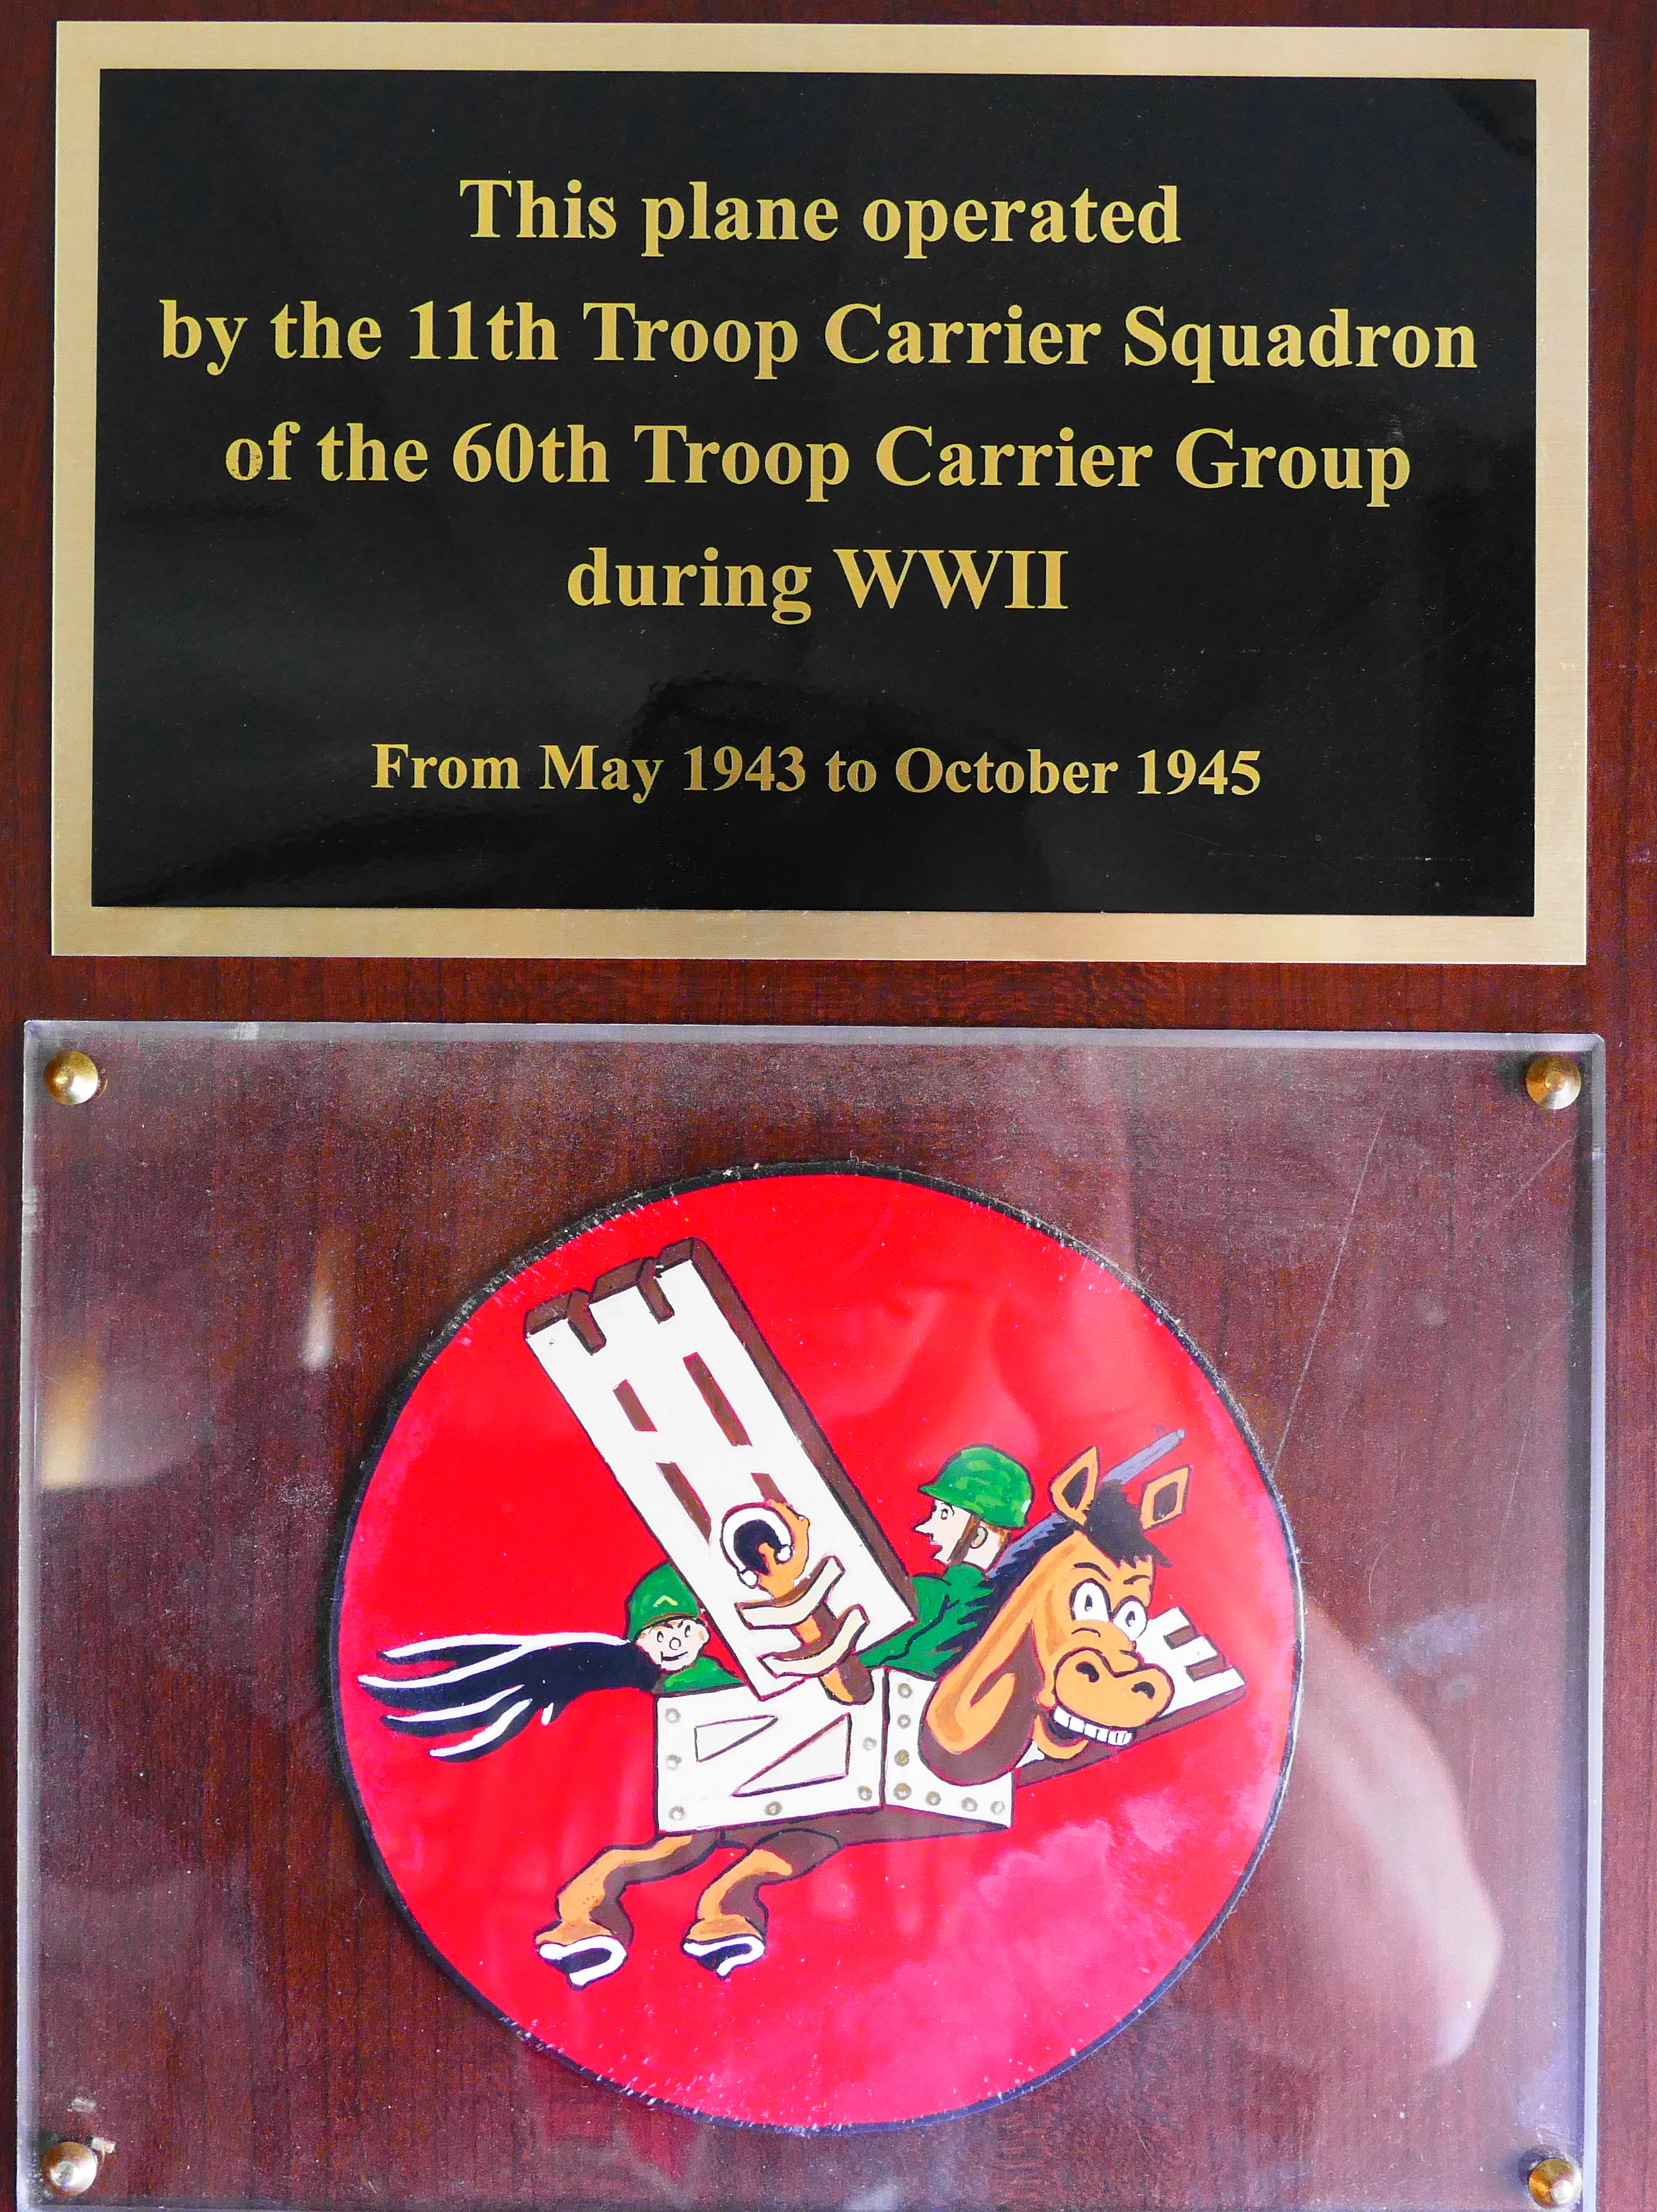 This plane operated
by the 11th Troop Carrier Squadron
of the 60th Troop Carrier Group
during WWII
From May 1943 to October 1945